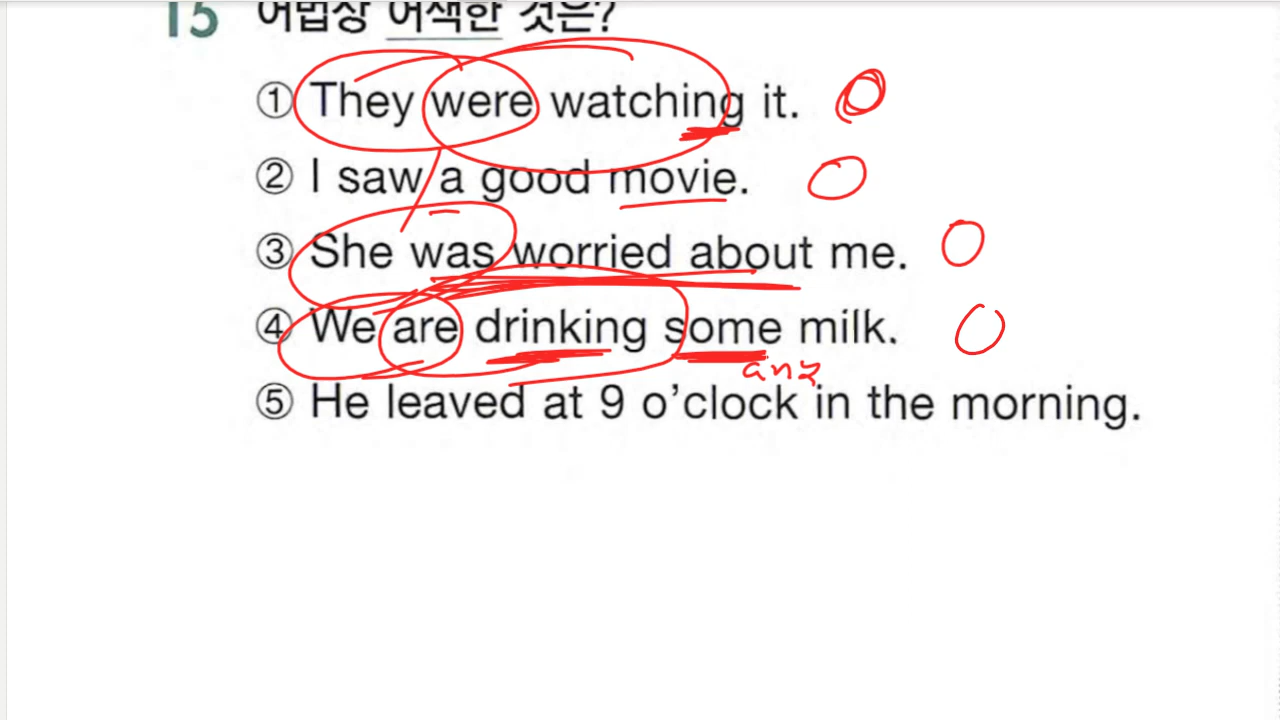 15 어법상 어색한 것은?
① They were watching it.
② I saw a good movie.
③ She was worried about me.
④ We are drinking some milk.
any
⑤ He leaved at 9 o'clock in the morning.